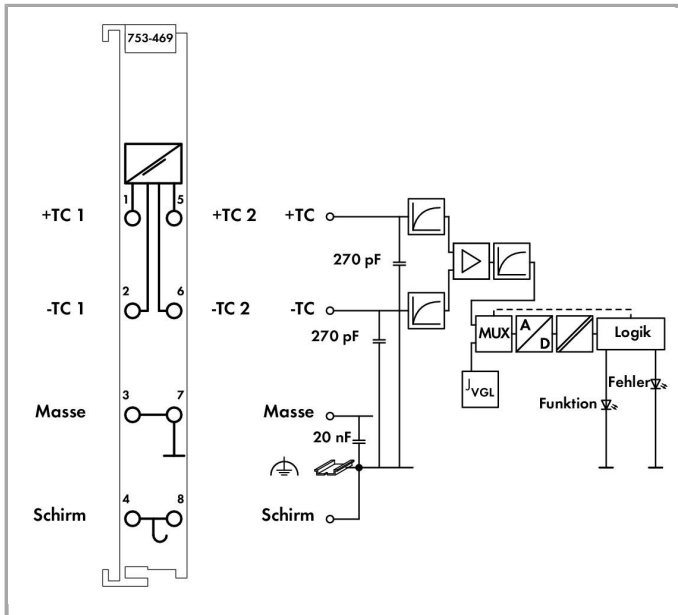 753-469
1 5
+TC 1 +TC 2 +TC
270 pF
2 6
-TC 1 -TC 2 -TC
270 pF
MUX A D Logik
JVGL
Fehler
Funktion
3 7
Masse Masse
20 nF
4 8
Schirm Schirm